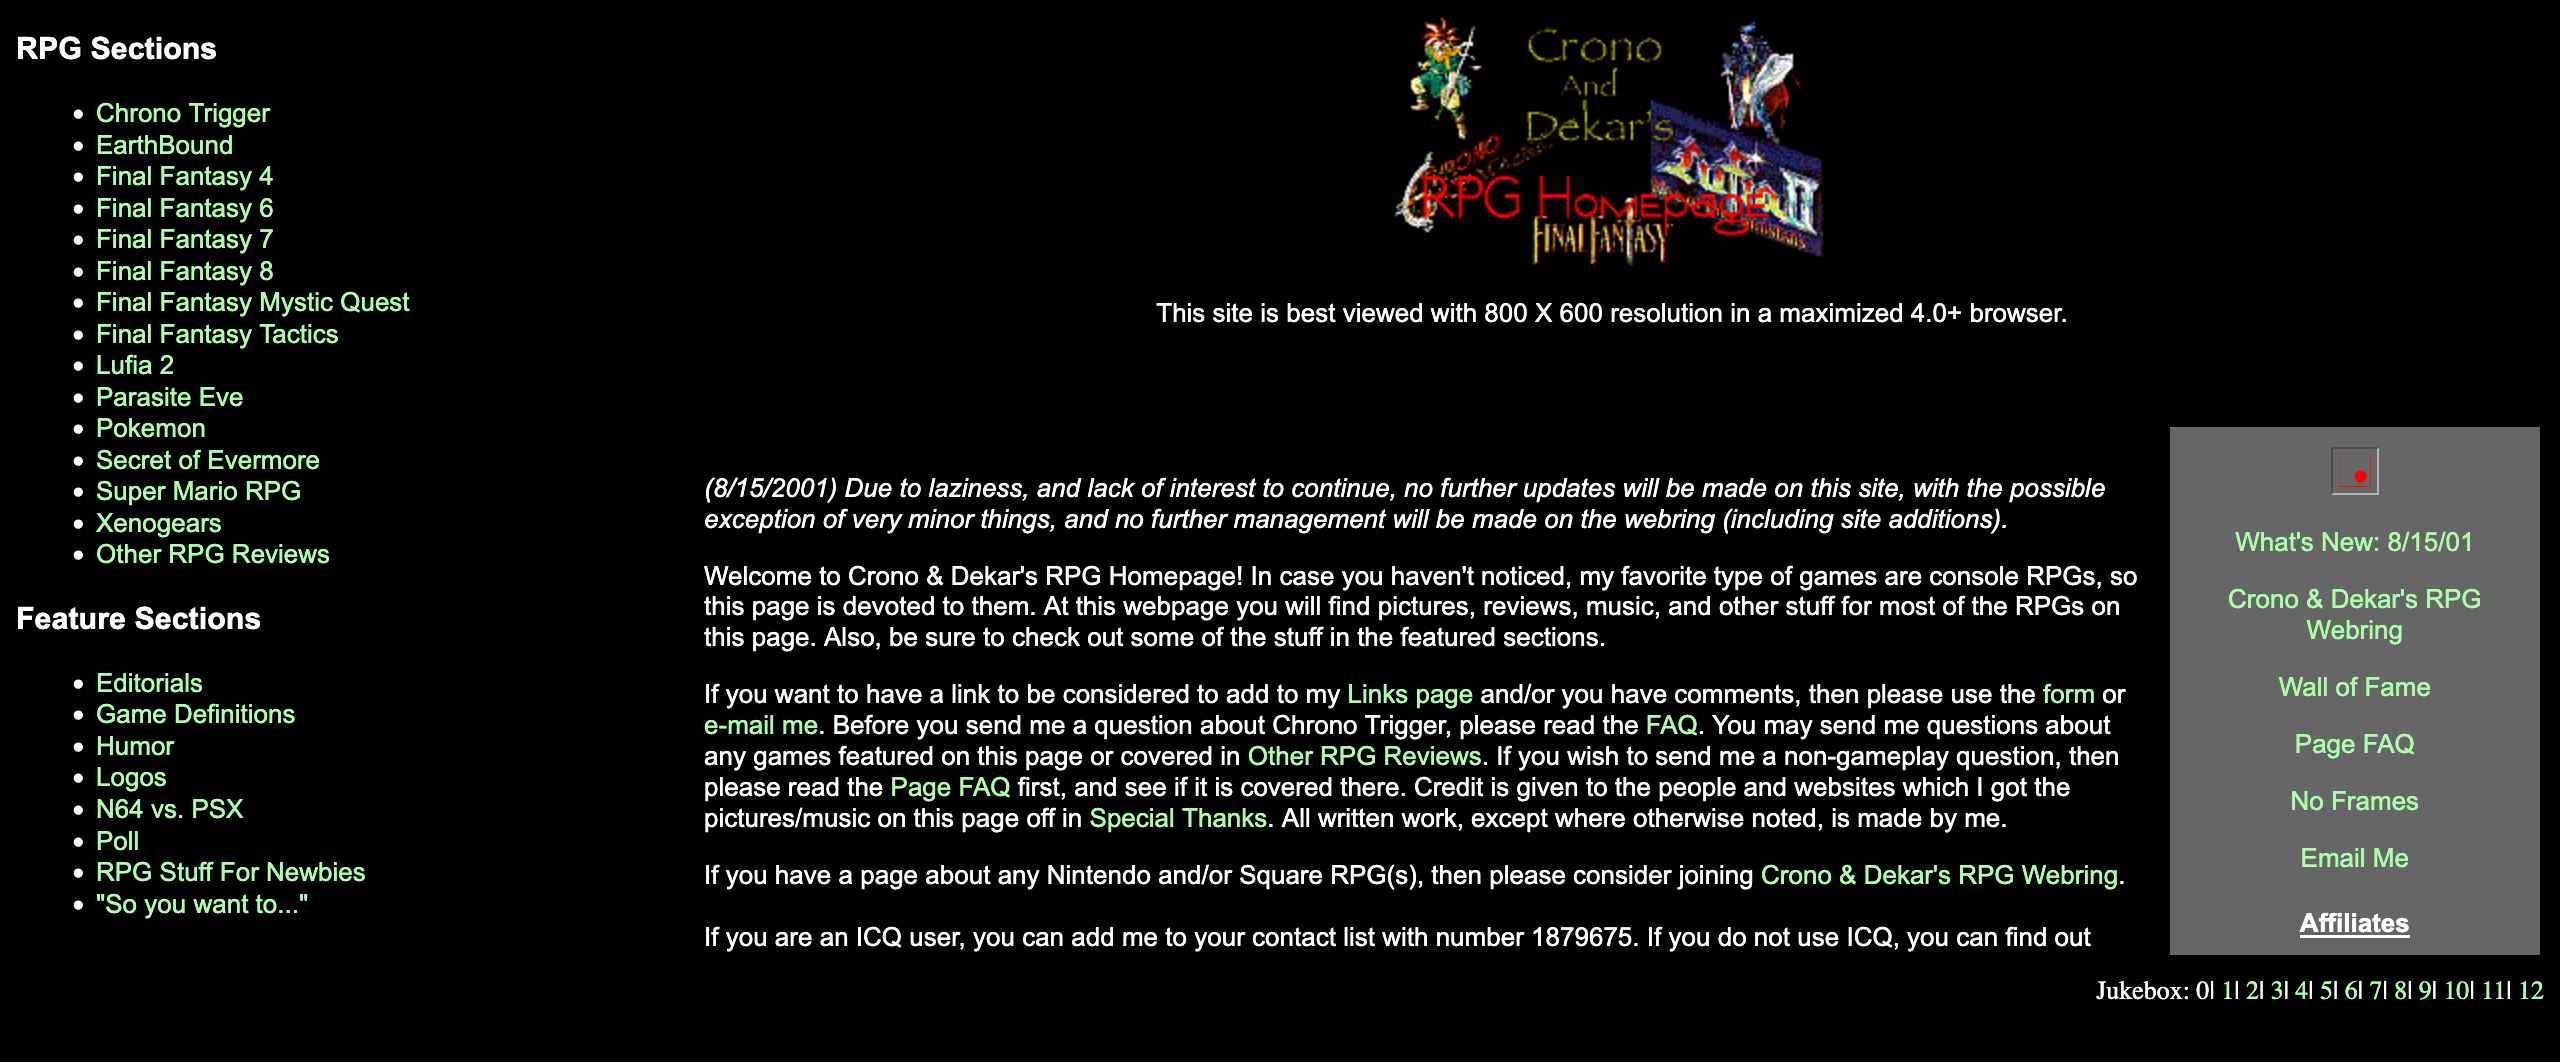 RPG Sections
Chrono Trigger
EarthBound
Final Fantasy 4
Final Fantasy 6
Final Fantasy 7
Final Fantasy 8
Final Fantasy Mystic Quest
Final Fantasy Tactics
Lufia 2
Parasite Eve
Pokemon
Secret of Evermore
Super Mario RPG
Xenogears
Other RPG Reviews
Feature Sections
Editorials
Game Definitions
Humor
Logos
N64 vs. PSX
Poll
RPG Stuff For Newbies
"So you want to..."
Crono
And
Dekar's
RPG Homepage
Lufia II
FINAL FANTASY
This site is best viewed with 800 X 600 resolution in a maximized 4.0+ browser.
(8/15/2001) Due to laziness, and lack of interest to continue, no further updates will be made on this site, with the possible
exception of very minor things, and no further management will be made on the webring (including site additions).
Welcome to Crono & Dekar's RPG Homepage! In case you haven't noticed, my favorite type of games are console RPGs, so
this page is devoted to them. At this webpage you will find pictures, reviews, music, and other stuff for most of the RPGs on
this page. Also, be sure to check out some of the stuff in the featured sections.
If you want to have a link to be considered to add to my Links page and/or you have comments, then please use the form or
e-mail me. Before you send me a question about Chrono Trigger, please read the FAQ. You may send me questions about
any games featured on this page or covered in Other RPG Reviews. If you wish to send me a non-gameplay question, then
please read the Page FAQ first, and see if it is covered there. Credit is given to the people and websites which I got the
pictures/music on this page off in Special Thanks. All written work, except where otherwise noted, is made by me.
If you have a page about any Nintendo and/or Square RPG(s), then please consider joining Crono & Dekar's RPG Webring.
If you are an ICQ user, you can add me to your contact list with number 1879675. If you do not use ICQ, you can find out
What's New: 8/15/01
Crono & Dekar's RPG
Webring
Wall of Fame
Page FAQ
No Frames
Email Me
Affiliates
Jukebox: 0| 1| 2| 3| 4| 5| 6| 7| 8| 9| 10| 11| 12